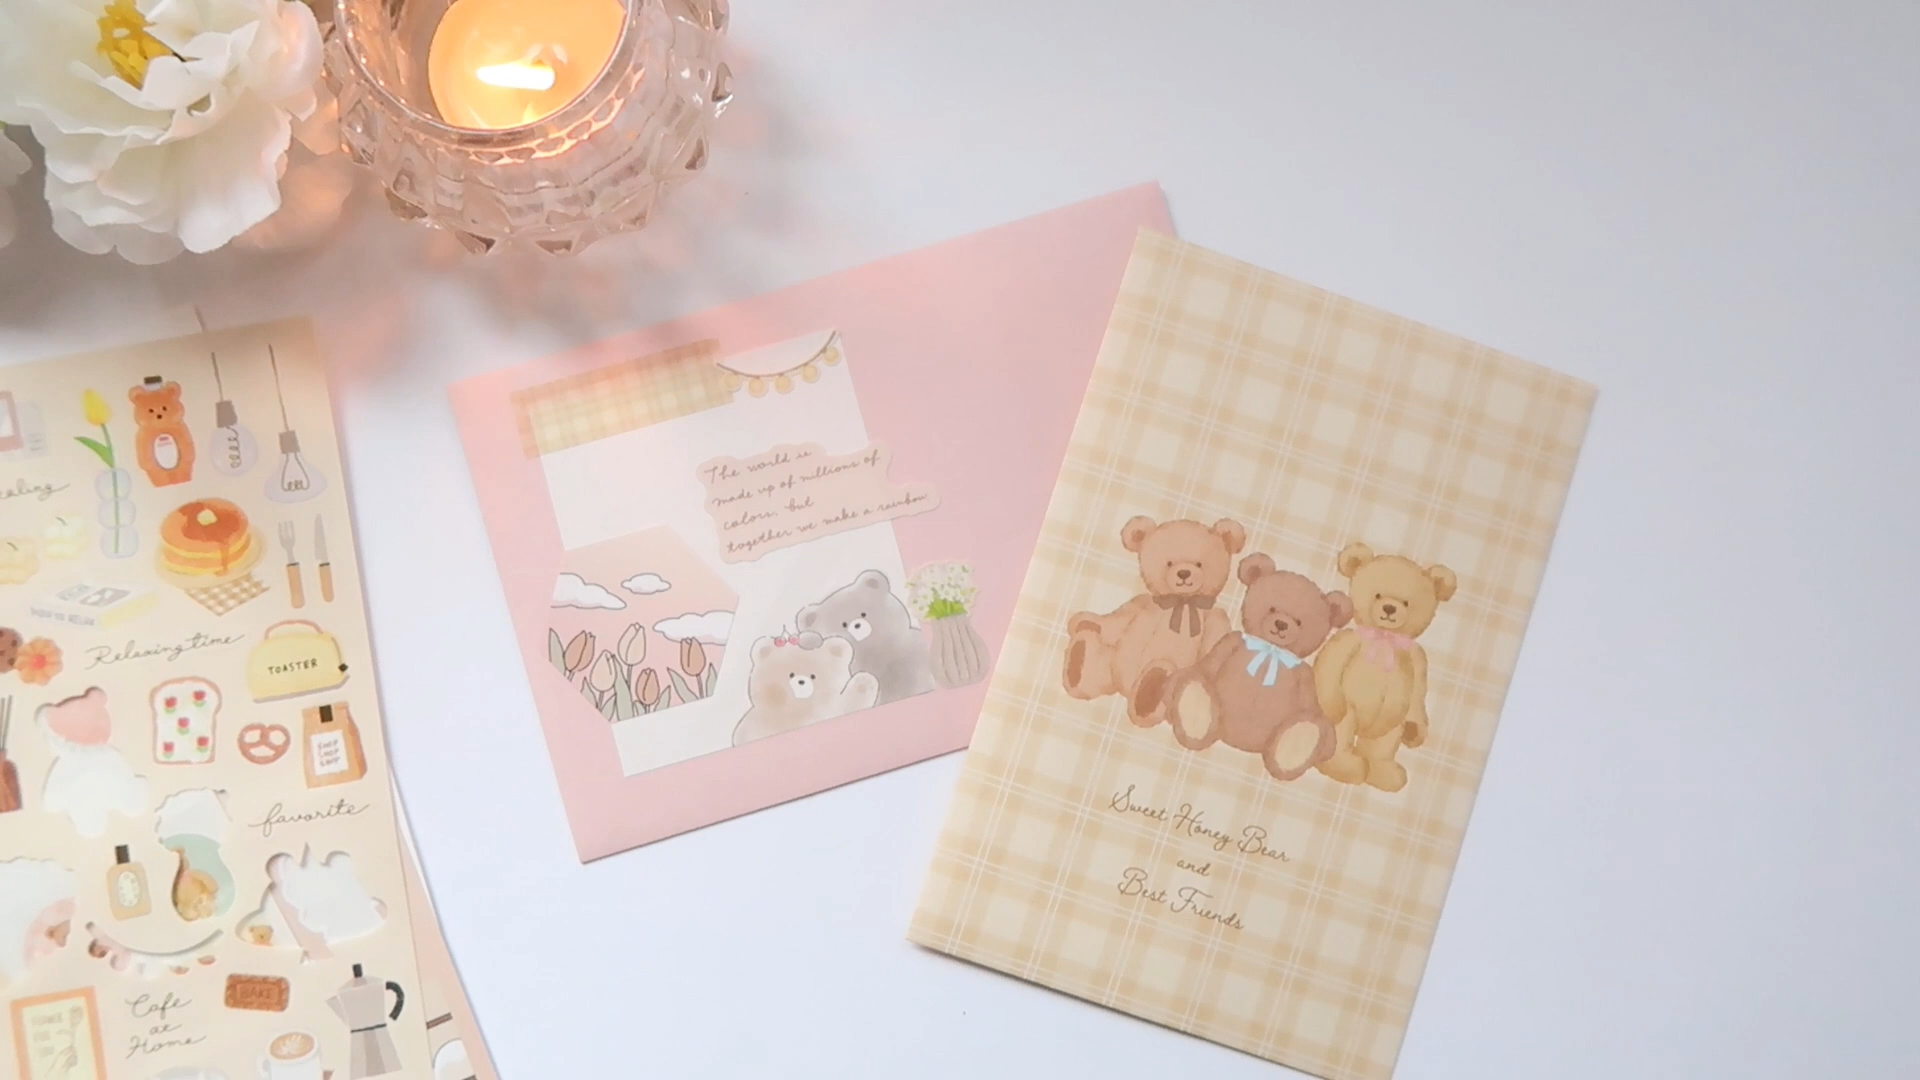 Relaxing time
TOASTER
favorite
Cafe
at
Home
The world is
made up of millions of
colors, but
together we make a rainbow
Sweet Honey Bear
and
Best Friends